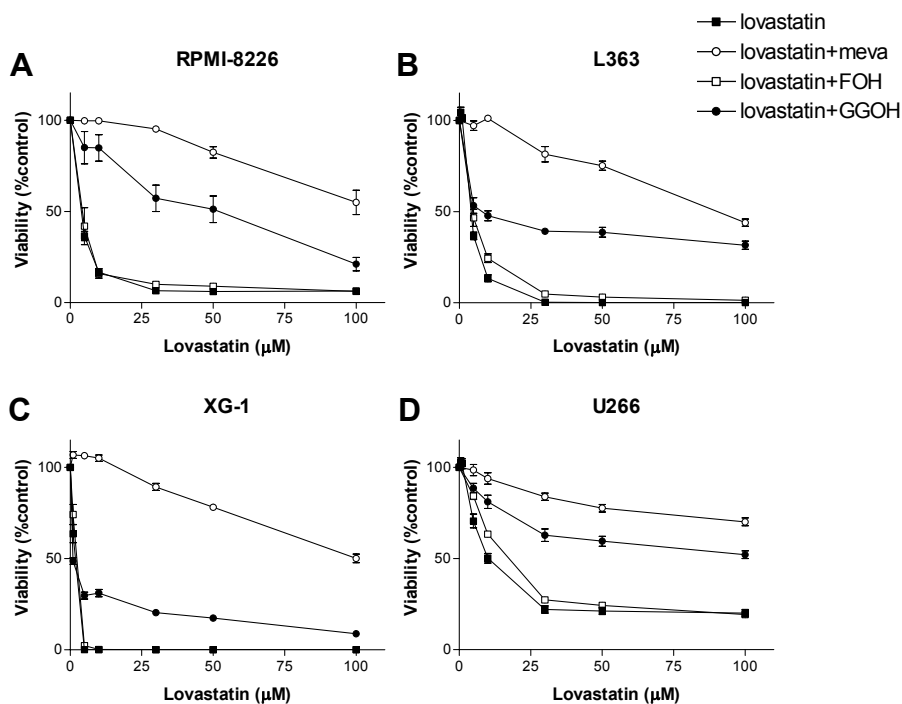 lovastatin
lovastatin+meva
lovastatin+FOH
lovastatin+GGOH
A
RPMI-8226
Viability (%control)
100
50
0
0 25 50 75 100
Lovastatin (μM)
B
L363
Viability (%control)
100
50
0
0 25 50 75 100
Lovastatin (μM)
C
XG-1
Viability (%control)
100
50
0
0 25 50 75 100
Lovastatin (μM)
D
U266
Viability (%control)
100
50
0
0 25 50 75 100
Lovastatin (μM)